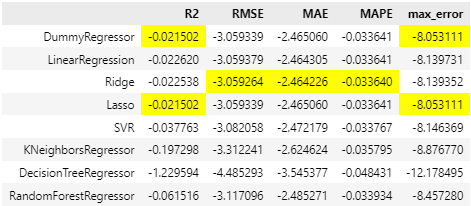 R2 RMSE MAE MAPE max_error
DummyRegressor -0.021502 -3.059339 -2.465060 -0.033641 -8.053111
LinearRegression -0.022620 -3.059379 -2.464305 -0.033641 -8.139731
Ridge -0.022538 -3.059264 -2.464226 -0.033640 -8.139352
Lasso -0.021502 -3.059339 -2.465060 -0.033641 -8.053111
SVR -0.037763 -3.082058 -2.472179 -0.033767 -8.146369
KNeighborsRegressor -0.197298 -3.312241 -2.624624 -0.035795 -8.876770
DecisionTreeRegressor -1.229594 -4.485293 -3.545377 -0.048431 -12.178495
RandomForestRegressor -0.061516 -3.117096 -2.485271 -0.033934 -8.457280